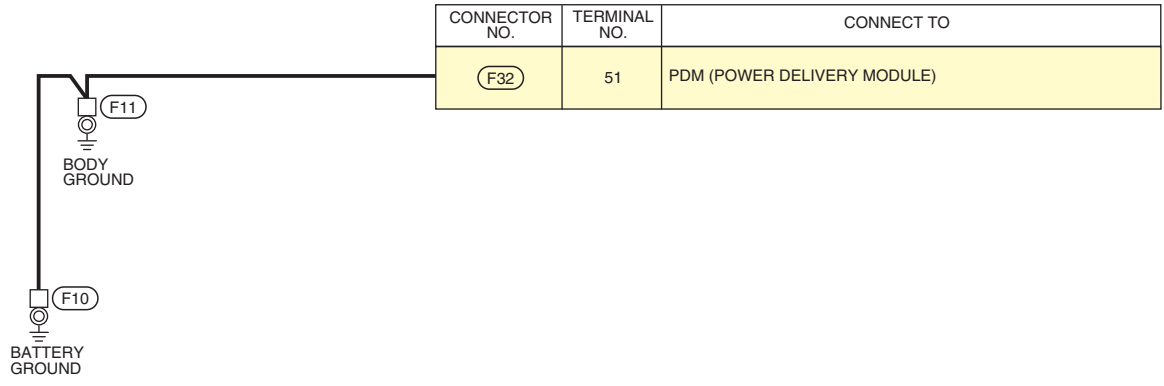 CONNECTOR NO.
TERMINAL NO.
CONNECT TO
F32
51
PDM (POWER DELIVERY MODULE)
F11
BODY
GROUND
F10
BATTERY
GROUND